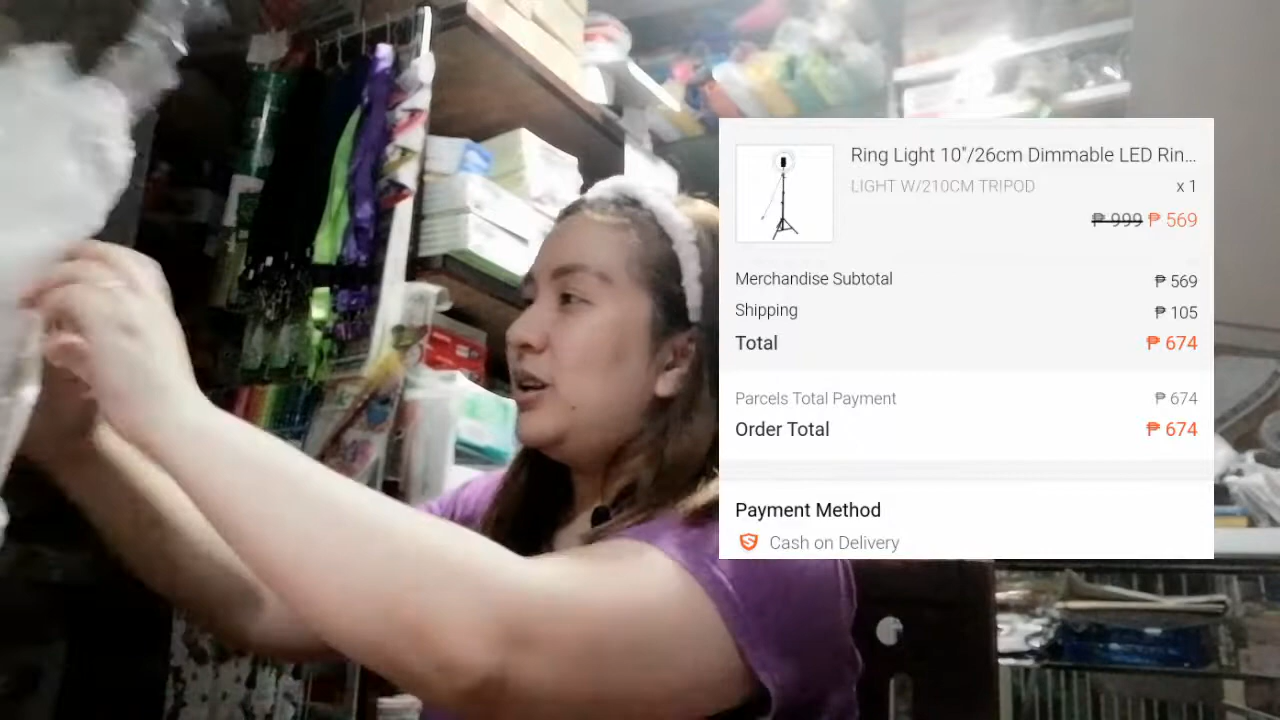 Ring Light 10"/26cm Dimmable LED Rin...
LIGHT W/210CM TRIPOD x 1
₱ 999 ₱ 569
Merchandise Subtotal ₱ 569
Shipping ₱ 105
Total ₱ 674
Parcels Total Payment ₱ 674
Order Total ₱ 674
Payment Method
Cash on Delivery